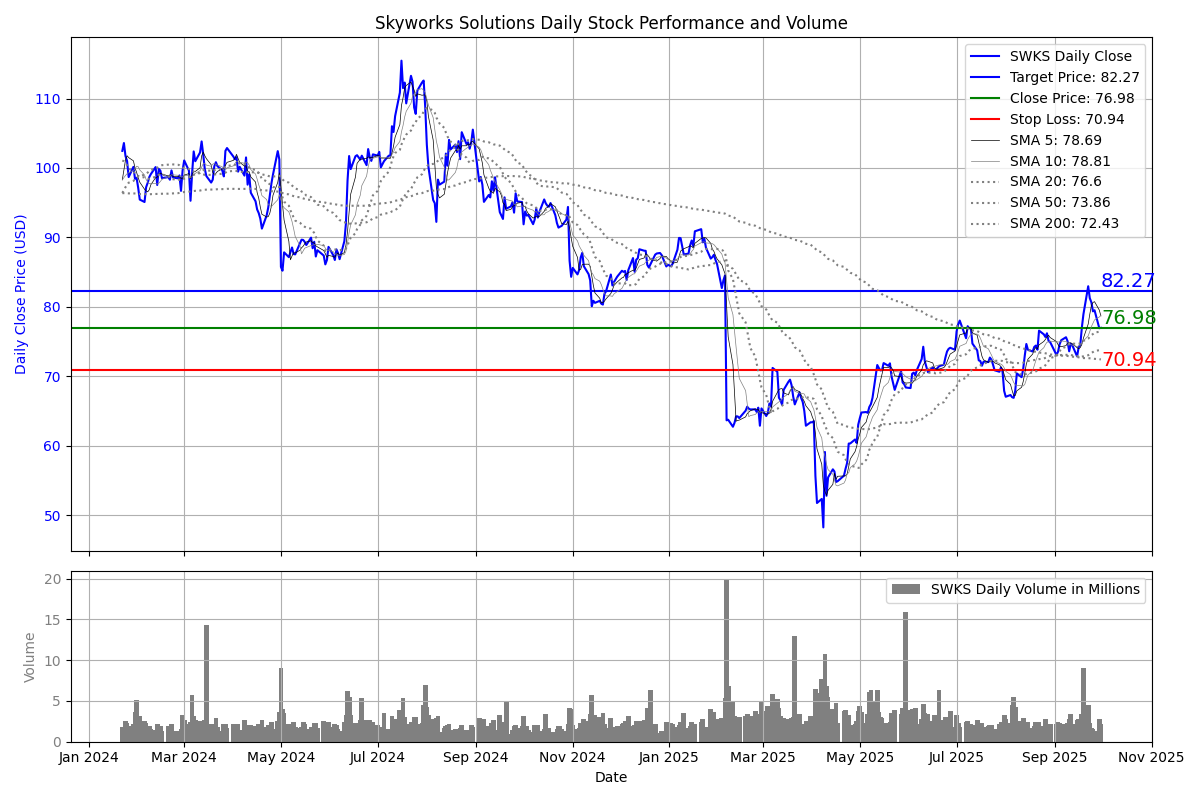 Skyworks Solutions Daily Stock Performance and Volume
Daily Close Price (USD)
110
100
90
80
70
60
50
SWKS Daily Close
Target Price: 82.27
Close Price: 76.98
Stop Loss: 70.94
SMA 5: 78.69
SMA 10: 78.81
SMA 20: 76.6
SMA 50: 73.86
SMA 200: 72.43
82.27
76.98
70.94
Volume
20
15
10
5
0
SWKS Daily Volume in Millions
Jan 2024 Mar 2024 May 2024 Jul 2024 Sep 2024 Nov 2024 Jan 2025 Mar 2025 May 2025 Jul 2025 Sep 2025 Nov 2025
Date